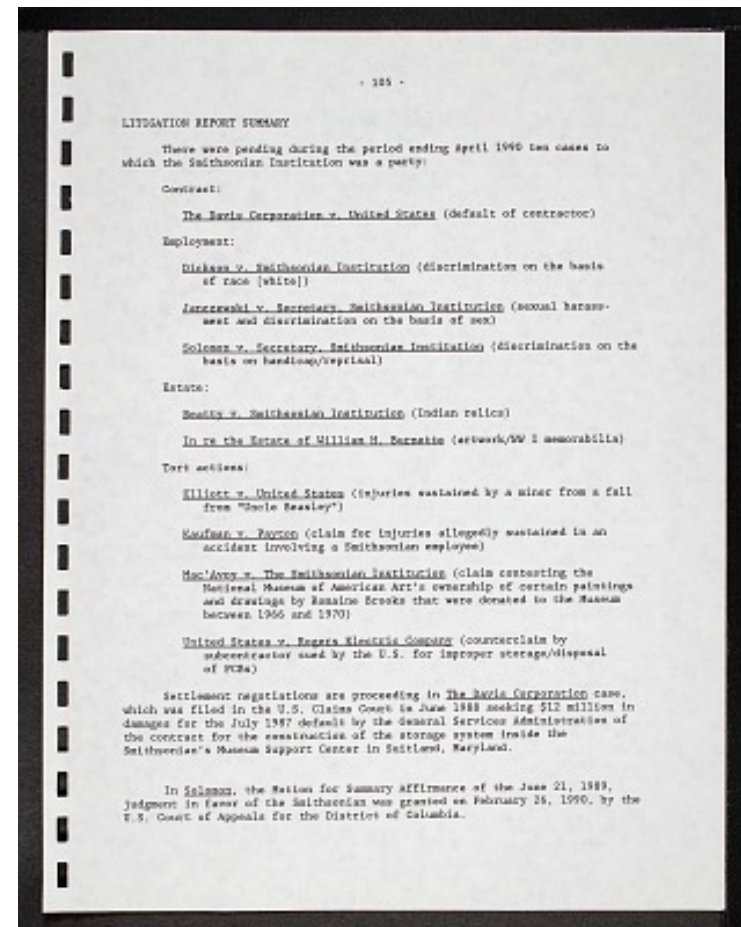 - 105 -
LITIGATION REPORT SUMMARY
There were pending during the period ending April 1990 ten cases to
which the Smithsonian Institution was a party:
Contract:
The Davis Corporation v. United States (default of contractor)
Employment:
Dickson v. Smithsonian Institution (discrimination on the basis
of race [white])
Janczewski v. Secretary, Smithsonian Institution (sexual harass-
ment and discrimination on the basis of sex)
Solomon v. Secretary, Smithsonian Institution (discrimination on the
basis on handicap/reprisal)
Estate:
Beatty v. Smithsonian Institution (Indian relics)
In re the Estate of William H. (artwork/WW I memorabilia)
Tort actions:
Elliott v. United States (injuries sustained by a minor from a fall
from "Uncle Beasley")
Kaufman v. Payton (claim for injuries allegedly sustained in an
accident involving a Smithsonian employee)
Mac'Avoy v. The Smithsonian Institution (claim contesting the
National Museum of American Art's ownership of certain paintings
and drawings by Romaine Brooks that were donated to the Museum
between 1966 and 1970)
United States v. Rogers Electric Company (counterclaim by
subcontractor sued by the U.S. for improper storage/disposal
of PCBs)
Settlement negotiations are proceeding in The Davis Corporation case,
which was filed in the U.S. Claims Court in June 1988 seeking $12 million in
damages for the July 1987 default by the General Services Administration of
the contract for the construction of the storage system inside the
Smithsonian's Museum Support Center in Suitland, Maryland.
In Solomon, the Motion for Summary Affirmance of the June 21, 1989,
judgment in favor of the Smithsonian was granted on February 26, 1990, by the
U.S. Court of Appeals for the District of Columbia.